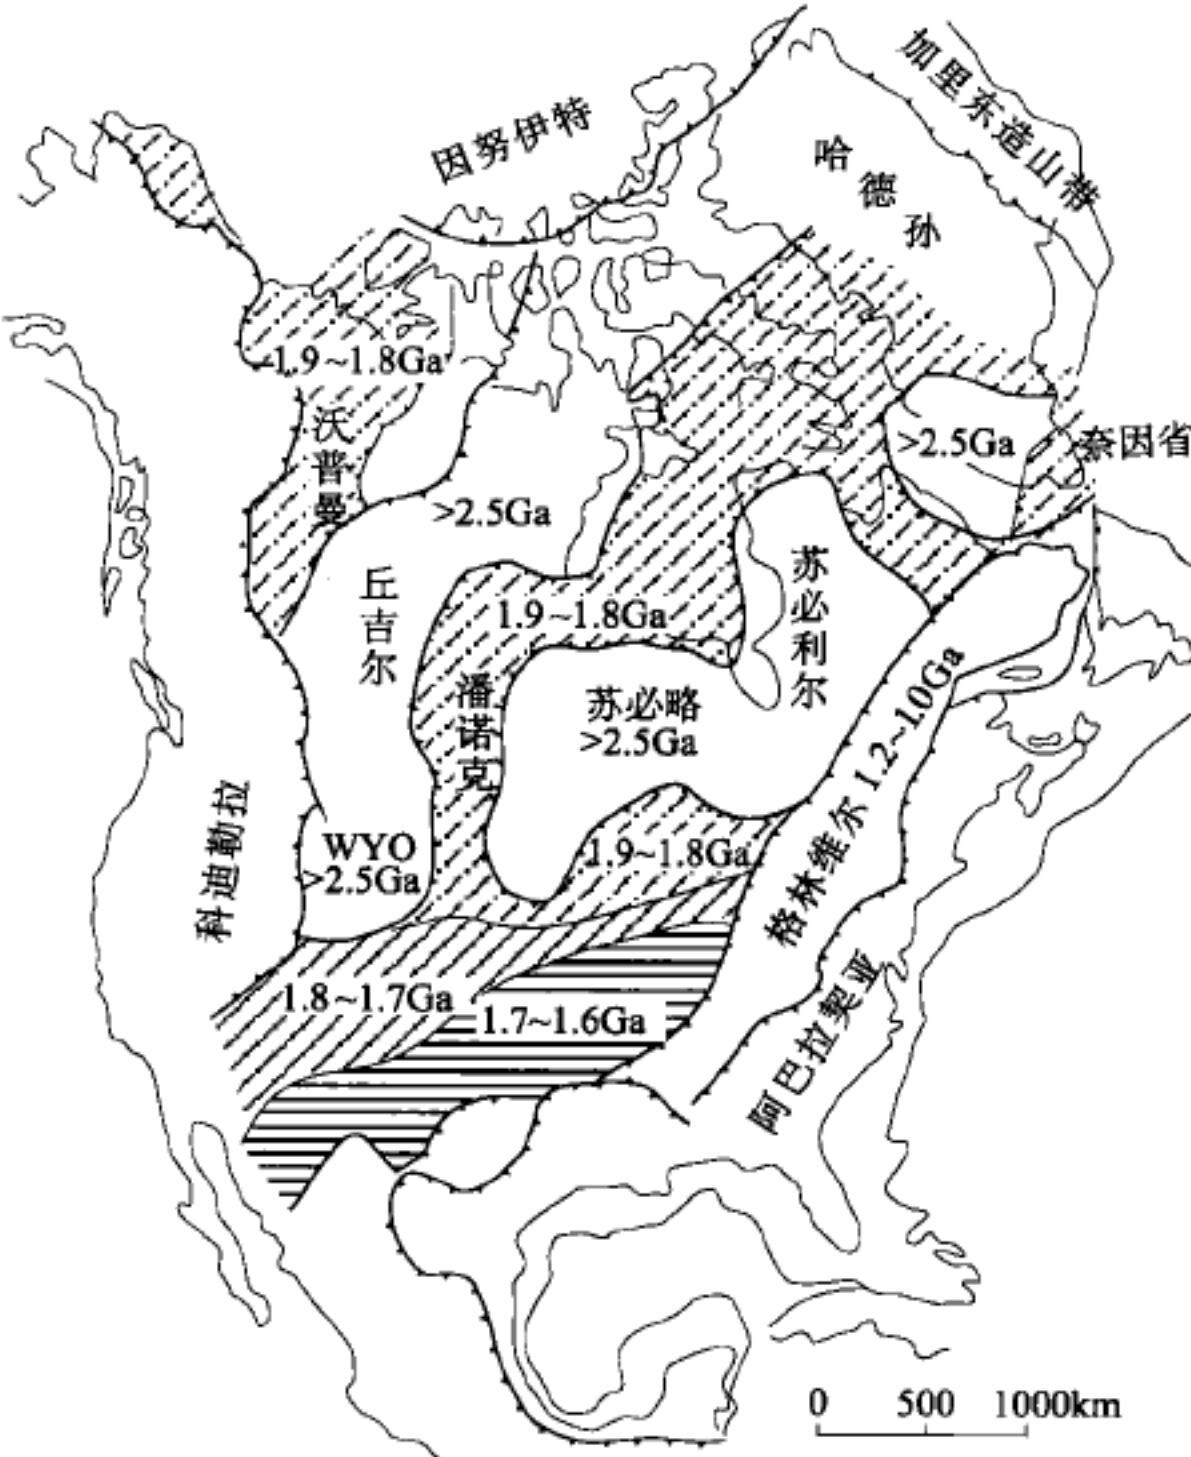 加里东造山带
因努伊特
哈德孙
1.9~1.8Ga
沃普曼
>2.5Ga
奈因省
>2.5Ga
丘吉尔
苏必利尔
1.9~1.8Ga
潘诺克
苏必略
>2.5Ga
格林维尔 1.2~1.0Ga
科迪勒拉
WYO
>2.5Ga
1.9~1.8Ga
1.8~1.7Ga
1.7~1.6Ga
阿巴拉契亚
0 500 1000km